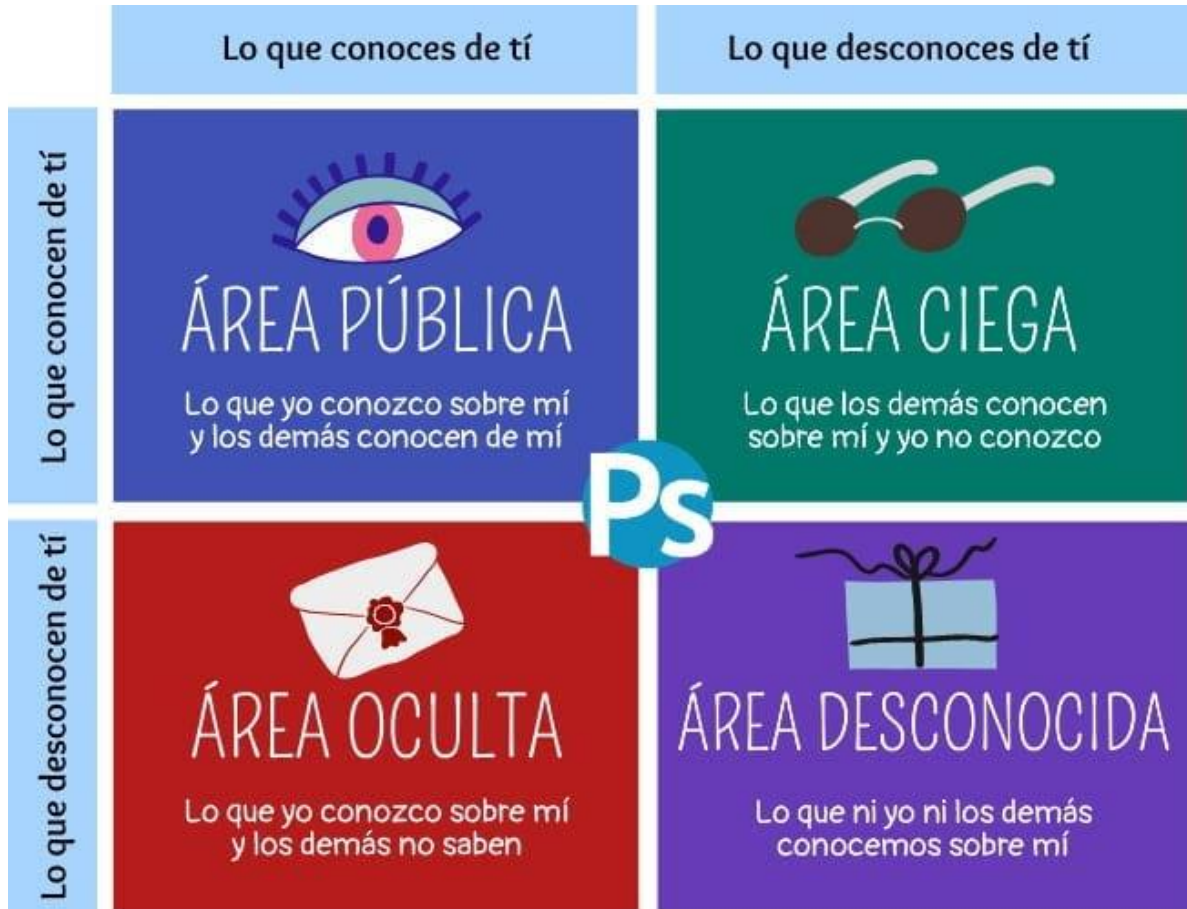 Lo que conoces de tí
Lo que desconoces de tí
Lo que conocen de tí
ÁREA PÚBLICA
Lo que yo conozco sobre mí
y los demás conocen de mí
ÁREA CIEGA
Lo que los demás conocen
sobre mí y yo no conozco
Ps
Lo que desconocen de tí
ÁREA OCULTA
Lo que yo conozco sobre mí
y los demás no saben
ÁREA DESCONOCIDA
Lo que ni yo ni los demás
conocemos sobre mí